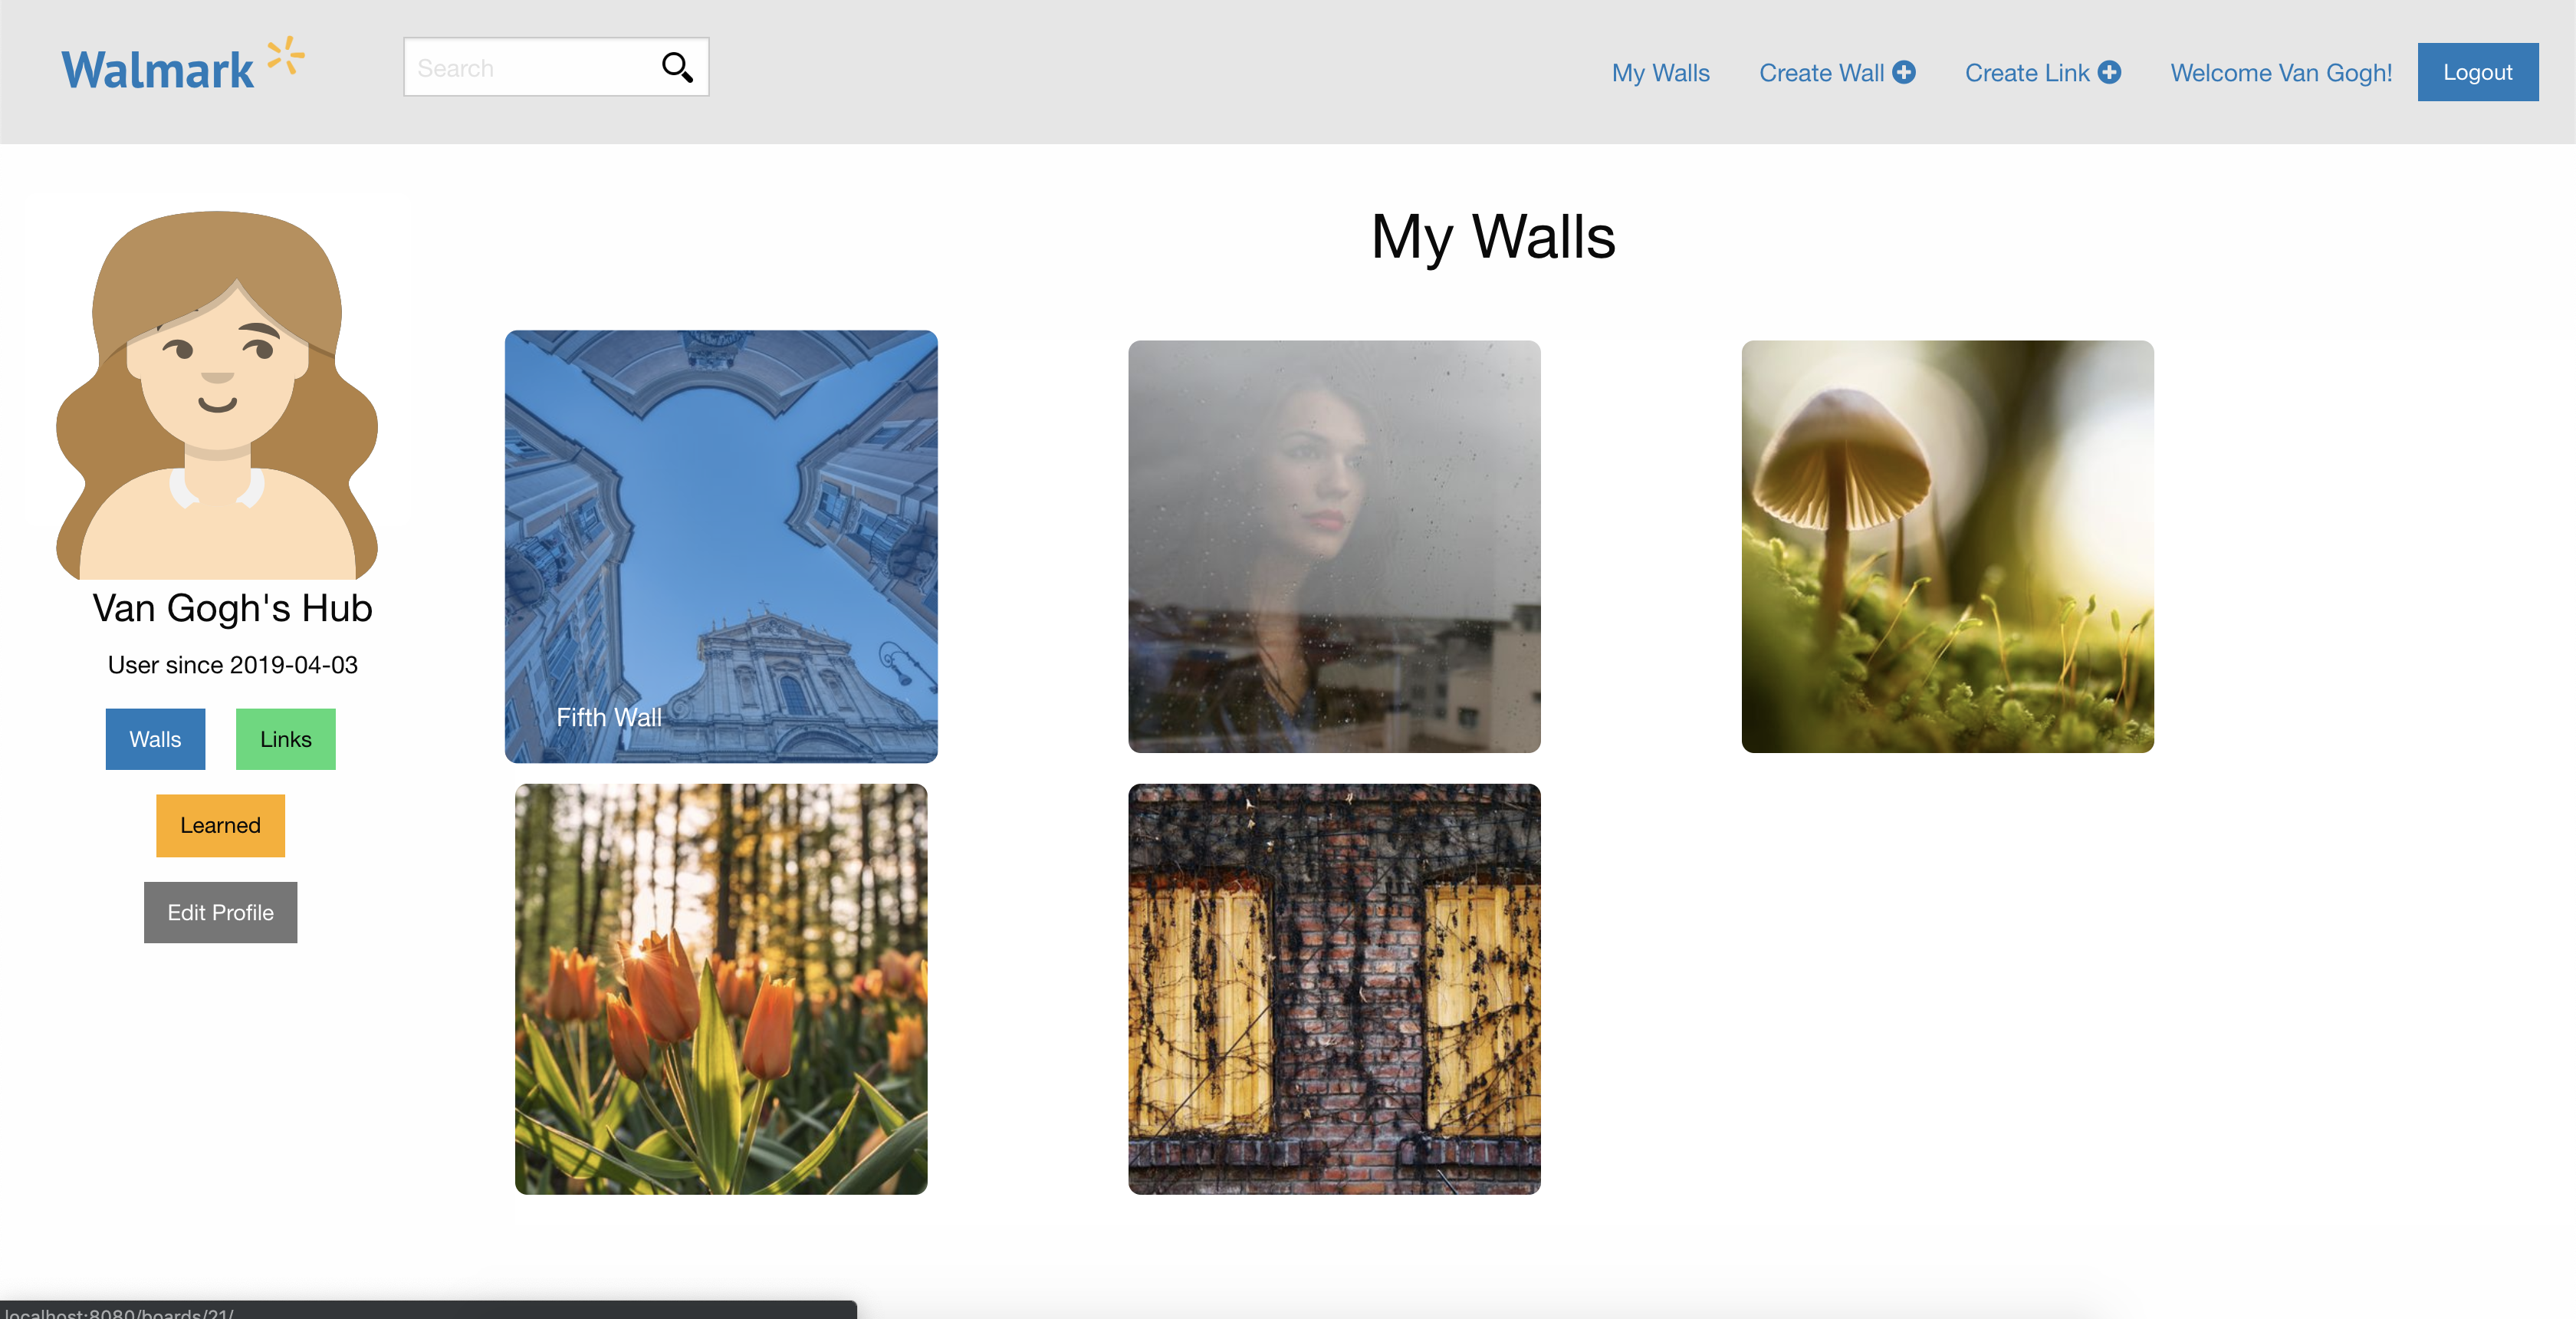 Walmark
Search
My Walls
Create Wall
Create Link
Welcome Van Gogh!
Logout
My Walls
Van Gogh's Hub
User since 2019-04-03
Walls
Links
Learned
Edit Profile
Fifth Wall
localhost:8080/boards/21/